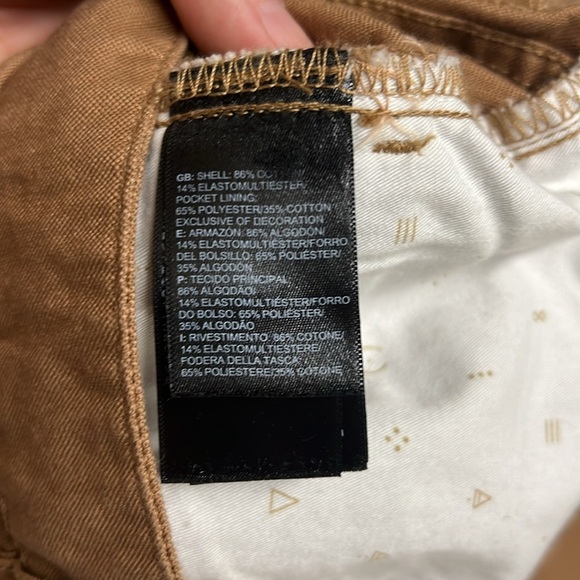 GB: SHELL: 86% COTTON/
14% ELASTOMULTIESTER/
POCKET LINING:
65% POLYESTER/35% COTTON
EXCLUSIVE OF DECORATION
E: ARMAZÓN: 86% ALGODÓN/
14% ELASTOMULTIÉSTER/FORRO
DEL BOLSILLO: 65% POLIÉSTER/
35% ALGODÓN
P: TECIDO PRINCIPAL:
86% ALGODÃO/
14% ELASTOMULTIÉSTER/FORRO
DO BOLSO: 65% POLIÉSTER/
35% ALGODÃO
I: RIVESTIMENTO: 86% COTONE/
14% ELASTOMULTIESTERE/
FODERA DELLA TASCA:
65% POLIESTERE/35% COTONE